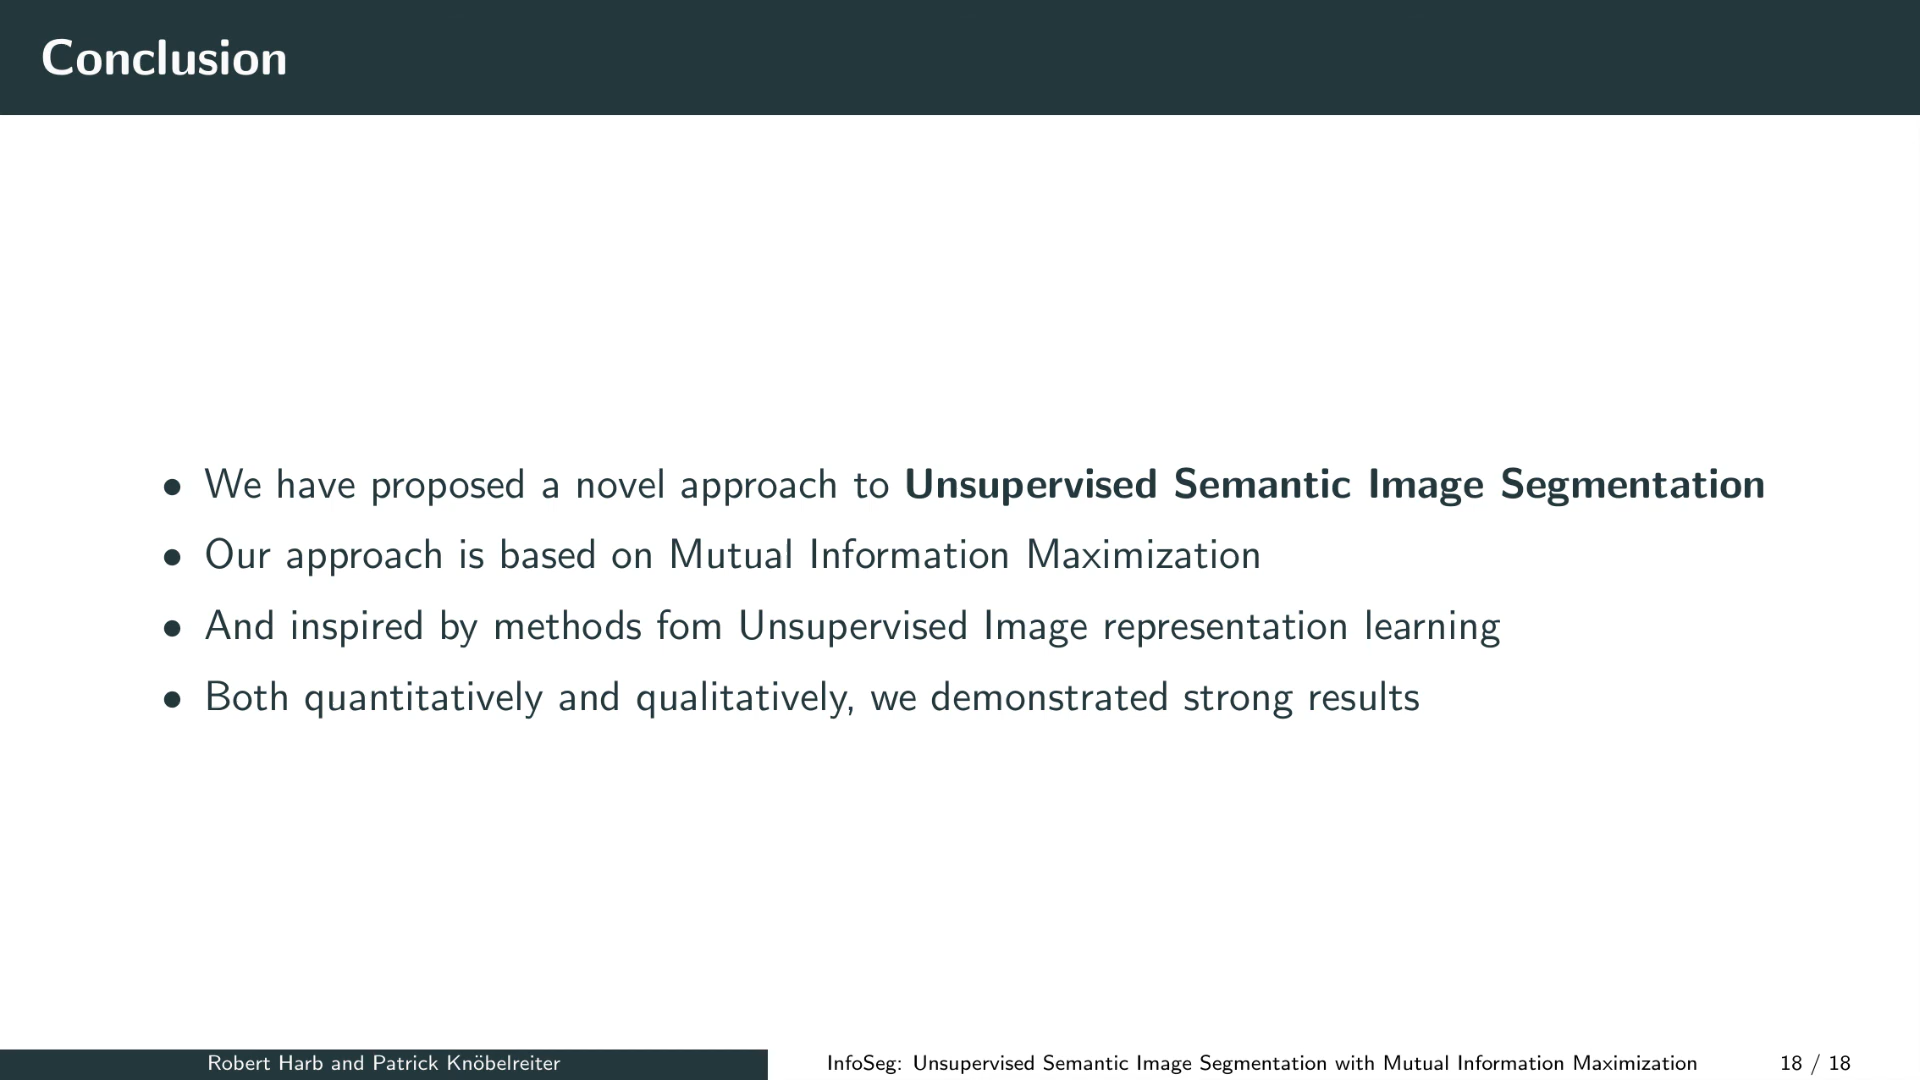 Conclusion
• We have proposed a novel approach to Unsupervised Semantic Image Segmentation
• Our approach is based on Mutual Information Maximization
• And inspired by methods fom Unsupervised Image representation learning
• Both quantitatively and qualitatively, we demonstrated strong results
Robert Harb and Patrick Knöbelreiter InfoSeg: Unsupervised Semantic Image Segmentation with Mutual Information Maximization 18 / 18